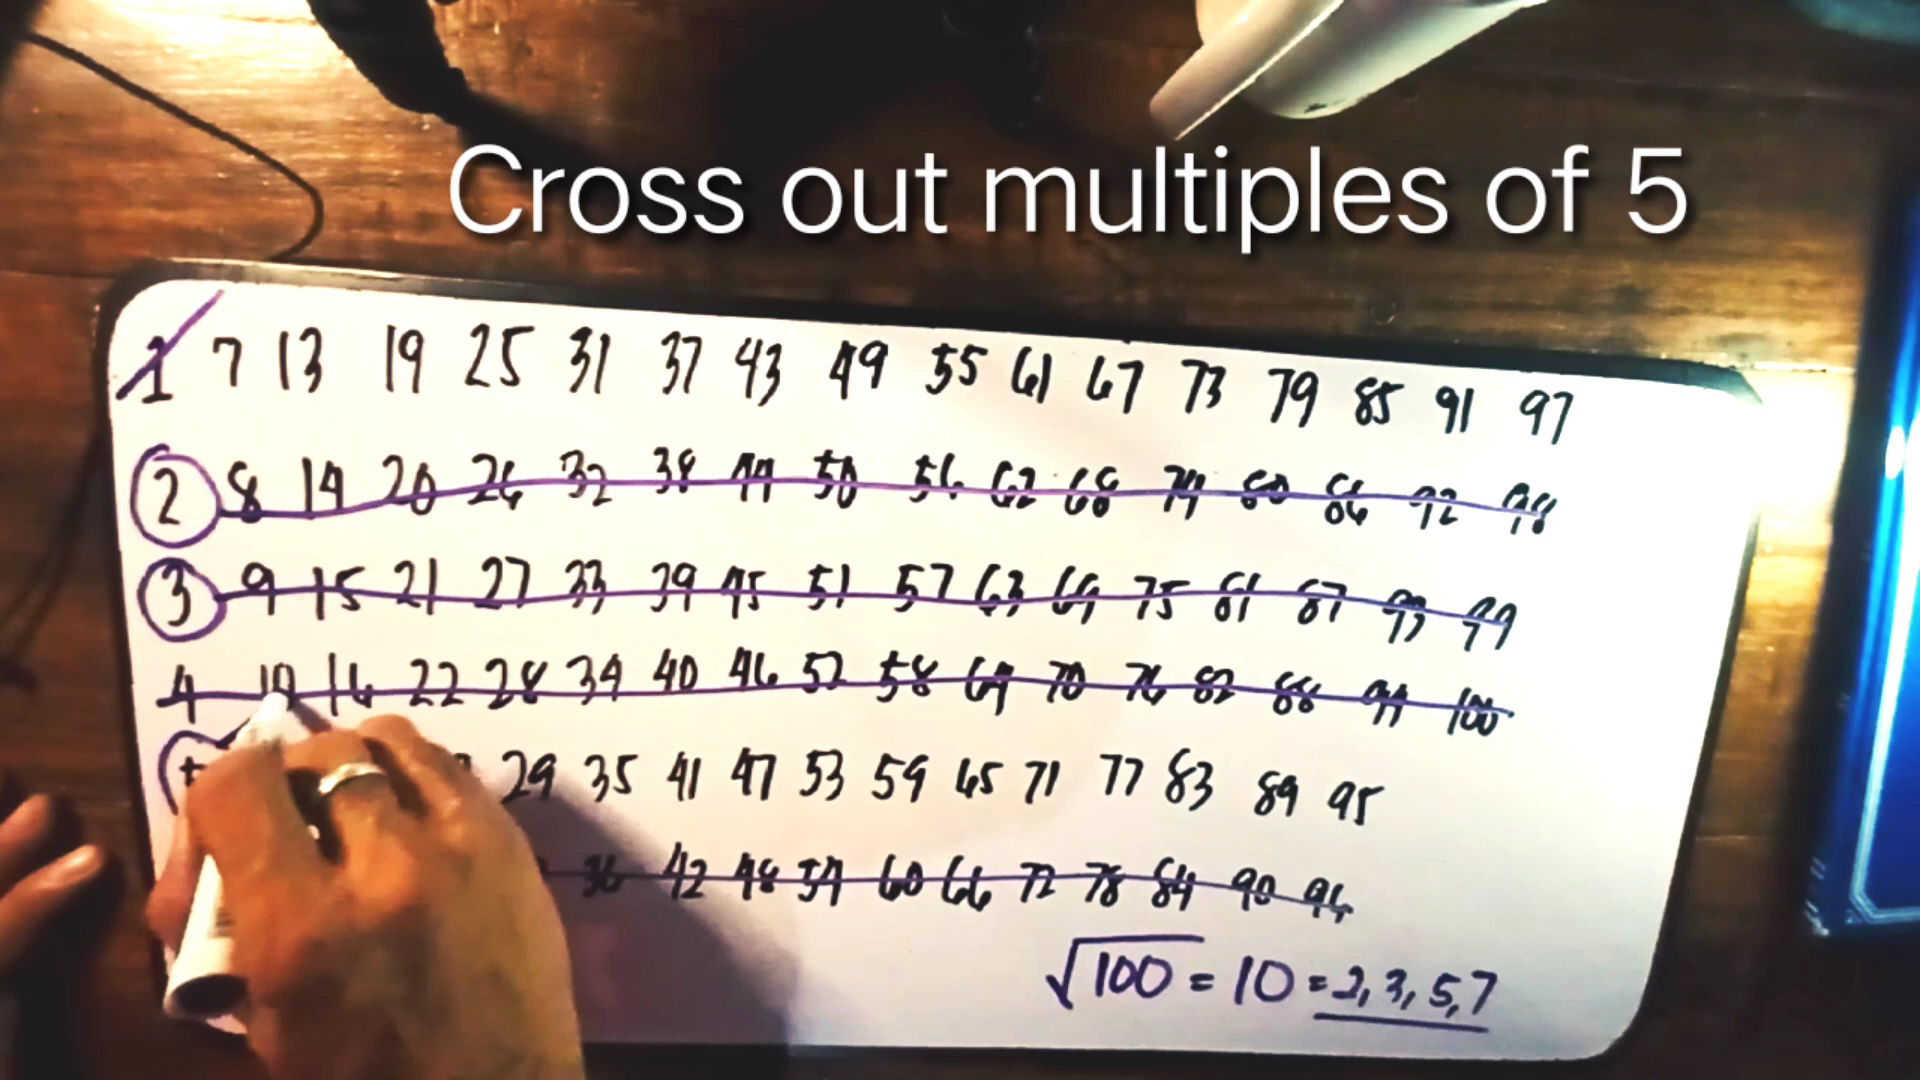 Cross out multiples of 5
1 7 13 19 25 31 37 43 49 55 61 67 73 79 85 91 97
2 8 14 20 26 32 38 44 50 56 62 68 74 80 86 92 98
3 9 15 21 27 33 39 45 51 57 63 69 75 81 87 93 99
4 10 16 22 28 34 40 46 52 58 64 70 76 82 88 94 100
29 35 41 47 53 59 65 71 77 83 89 95
36 42 48 54 60 66 72 78 84 90 96
√100 = 10 = 2, 3, 5, 7